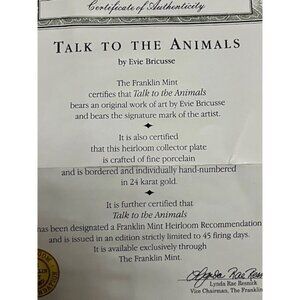 Certificate of Authenticity
TALK TO THE ANIMALS
by Evie Bricusse
The Franklin Mint
certifies that Talk to the Animals
bears an original work of art by Evie Bricusse
and bears the signature mark of the artist.
It is also certified
that this heirloom collector plate
is crafted of fine porcelain
and is bordered and individually hand-numbered
in 24 karat gold.
It is further certified that
Talk to the Animals
has been designated a Franklin Mint Heirloom Recommendation
and is issued in an edition strictly limited to 45 firing days.
It is available exclusively through
The Franklin Mint.
Lynda Rae Resnick
Vice Chairman, The Franklin